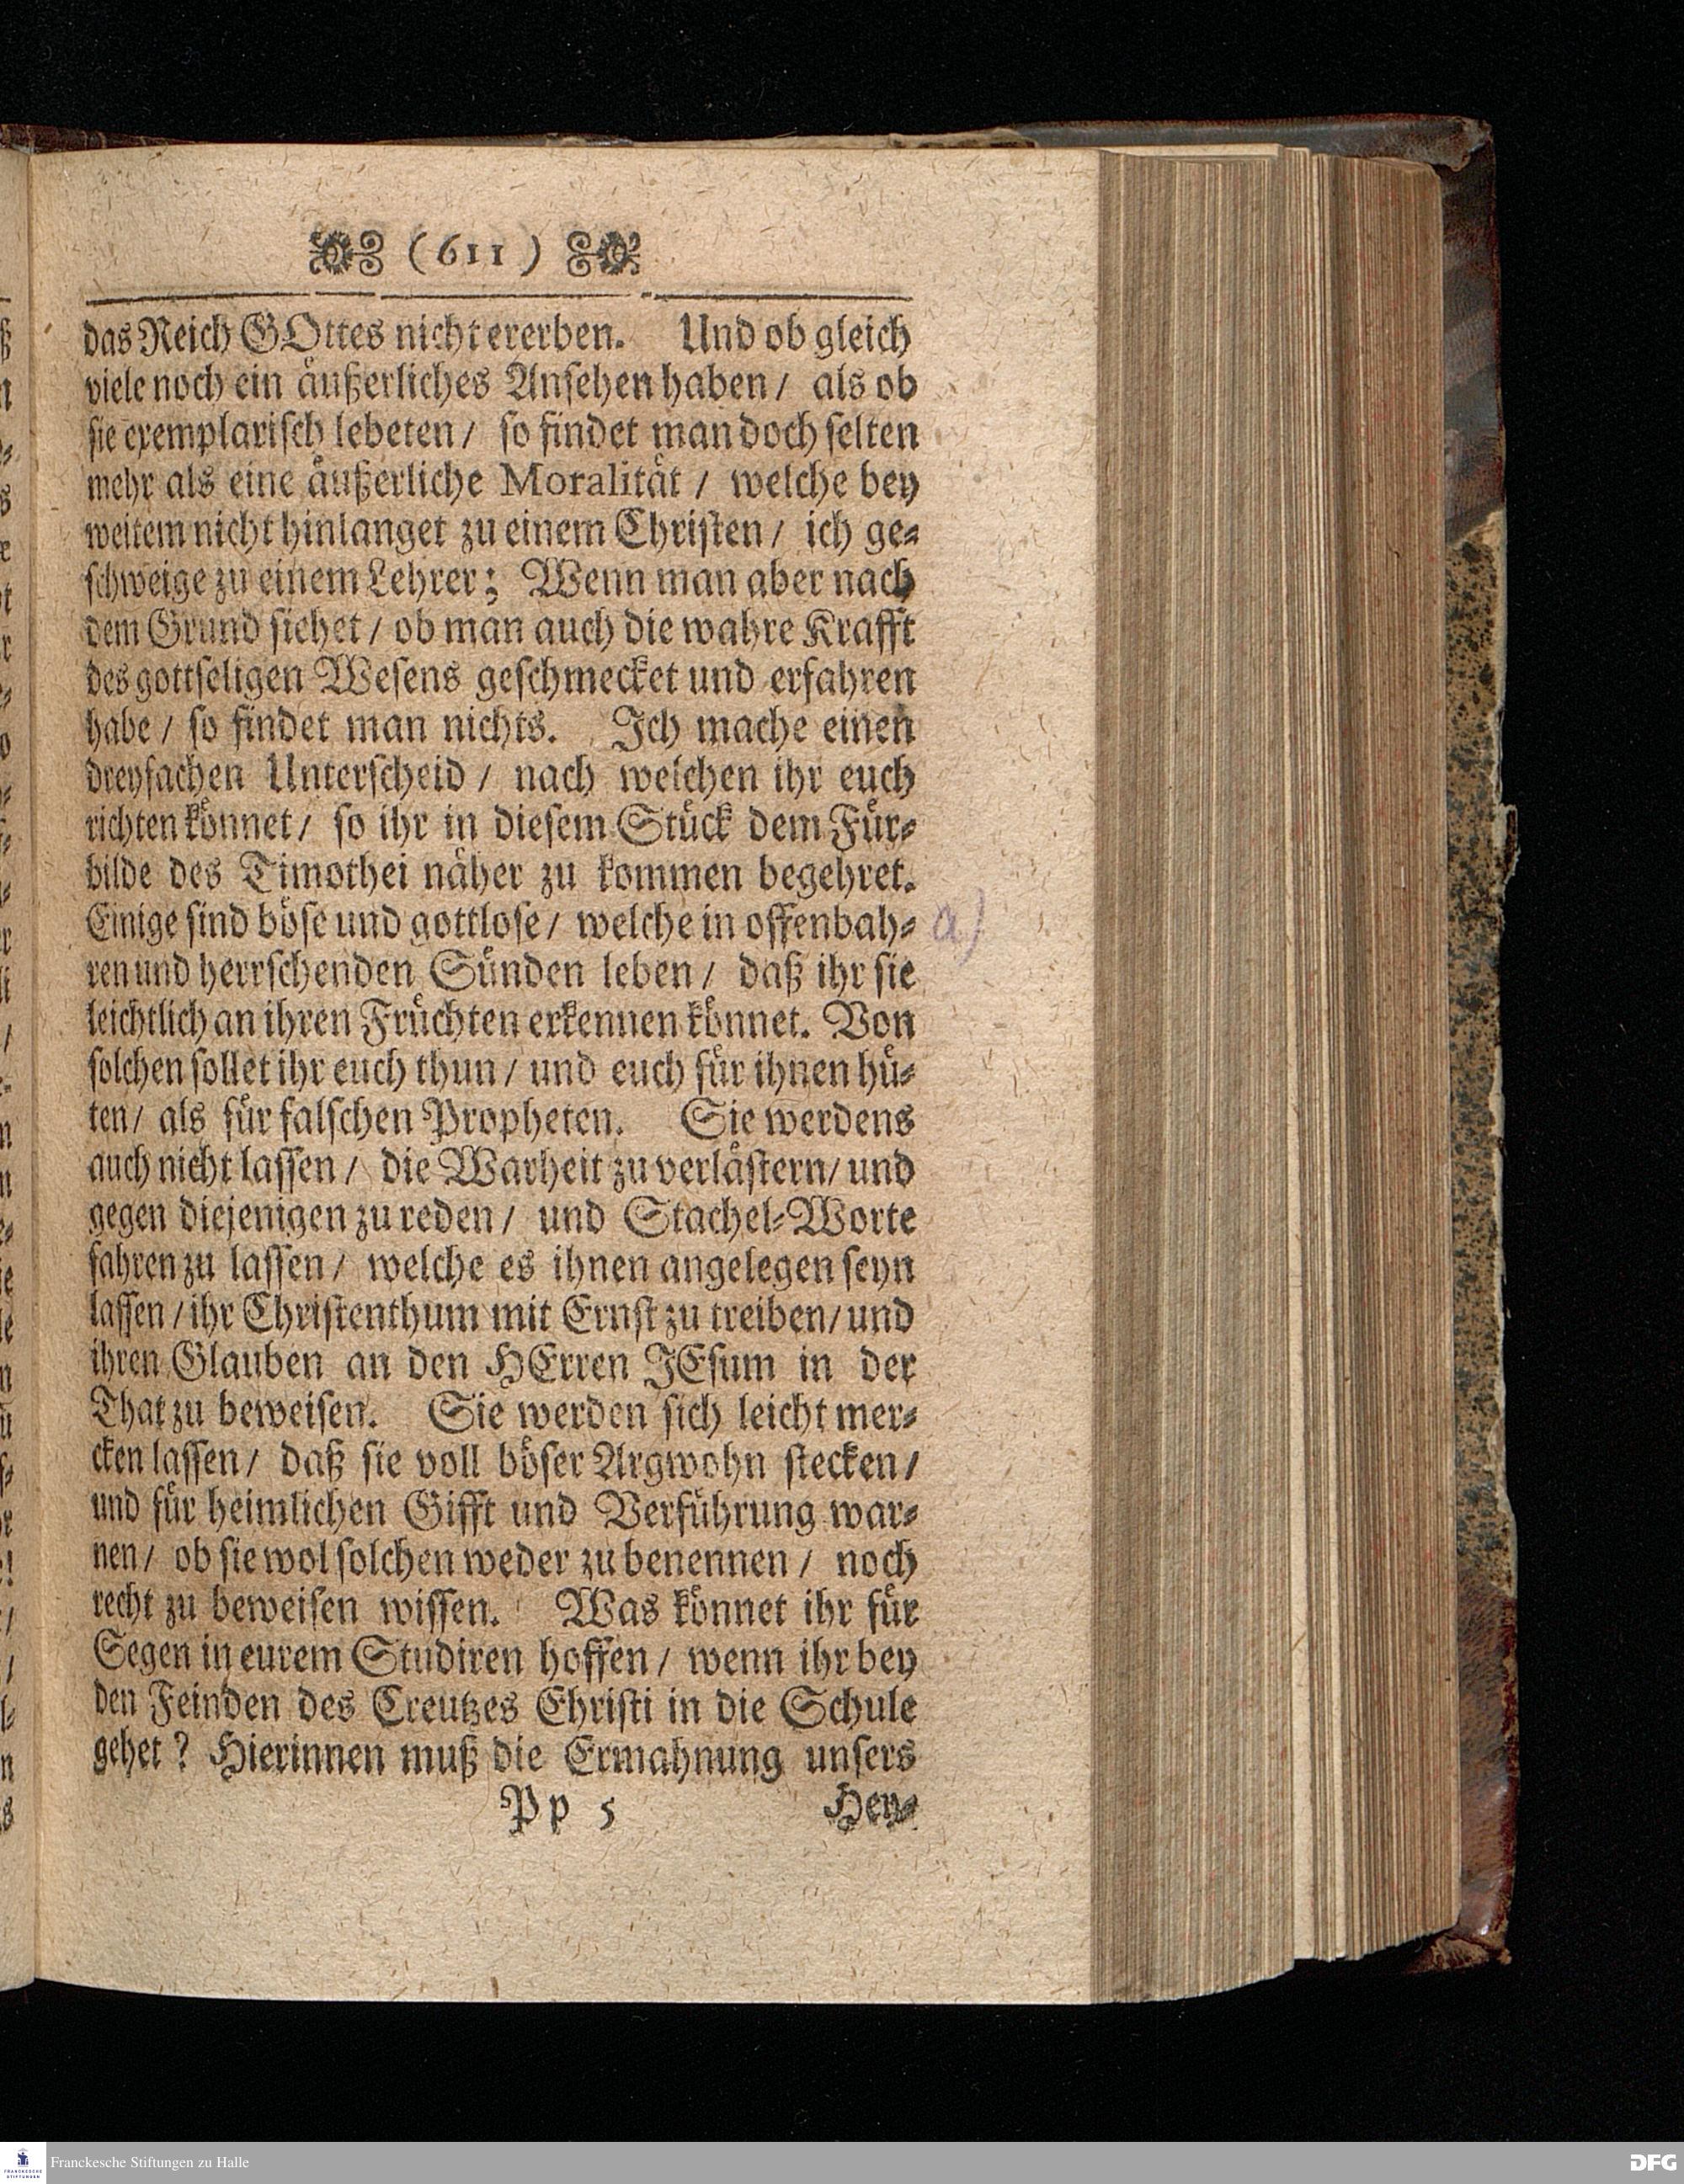 (611)
das Reich GOttes nicht ererben. Und ob gleich
viele noch ein äußerliches Ansehen haben / als ob
sie exemplarisch lebeten / so findet man doch selten
mehr als eine äußerliche Moralität / welche bey
weitem nicht hinlanget zu einem Christen / ich ge-
schweige zu einem Lehrer; Wenn man aber nach
dem Grund siehet / ob man auch die wahre Krafft
des gottseligen Wesens geschmecket und erfahren
habe / so findet man nichts. Ich mache einen
dreyfachen Unterscheid / nach welchen ihr euch
richten könnet / so ihr in diesem Stück dem Für-
bilde des Timothei näher zu kommen begehret.
Einige sind böse und gottlose / welche in offenbah- a)
ren und herrschenden Sünden leben / daß ihr sie
leichtlich an ihren Früchten erkennen könnet. Von
solchen sollet ihr euch thun / und euch für ihnen hü-
ten / als für falschen Propheten. Sie werdens
auch nicht lassen / die Warheit zu verlästern / und
gegen diejenigen zu reden / und Stachel-Worte
fahren zu lassen / welche es ihnen angelegen seyn
lassen / ihr Christenthum mit Ernst zu treiben / und
ihren Glauben an den HErren JEsum in der
That zu beweisen. Sie werden sich leicht mer-
cken lassen / daß sie voll böser Argwohn stecken /
und für heimlichen Gifft und Verführung war-
nen / ob sie wol solchen weder zu benennen / noch
recht zu beweisen wissen. Was könnet ihr für
Segen in eurem Studiren hoffen / wenn ihr bey
den Feinden des Creutzes Christi in die Schule
gehet? Hierinnen muß die Ermahnung unsers
Pp 5 Hey-
Franckesche Stiftungen zu Halle
DFG